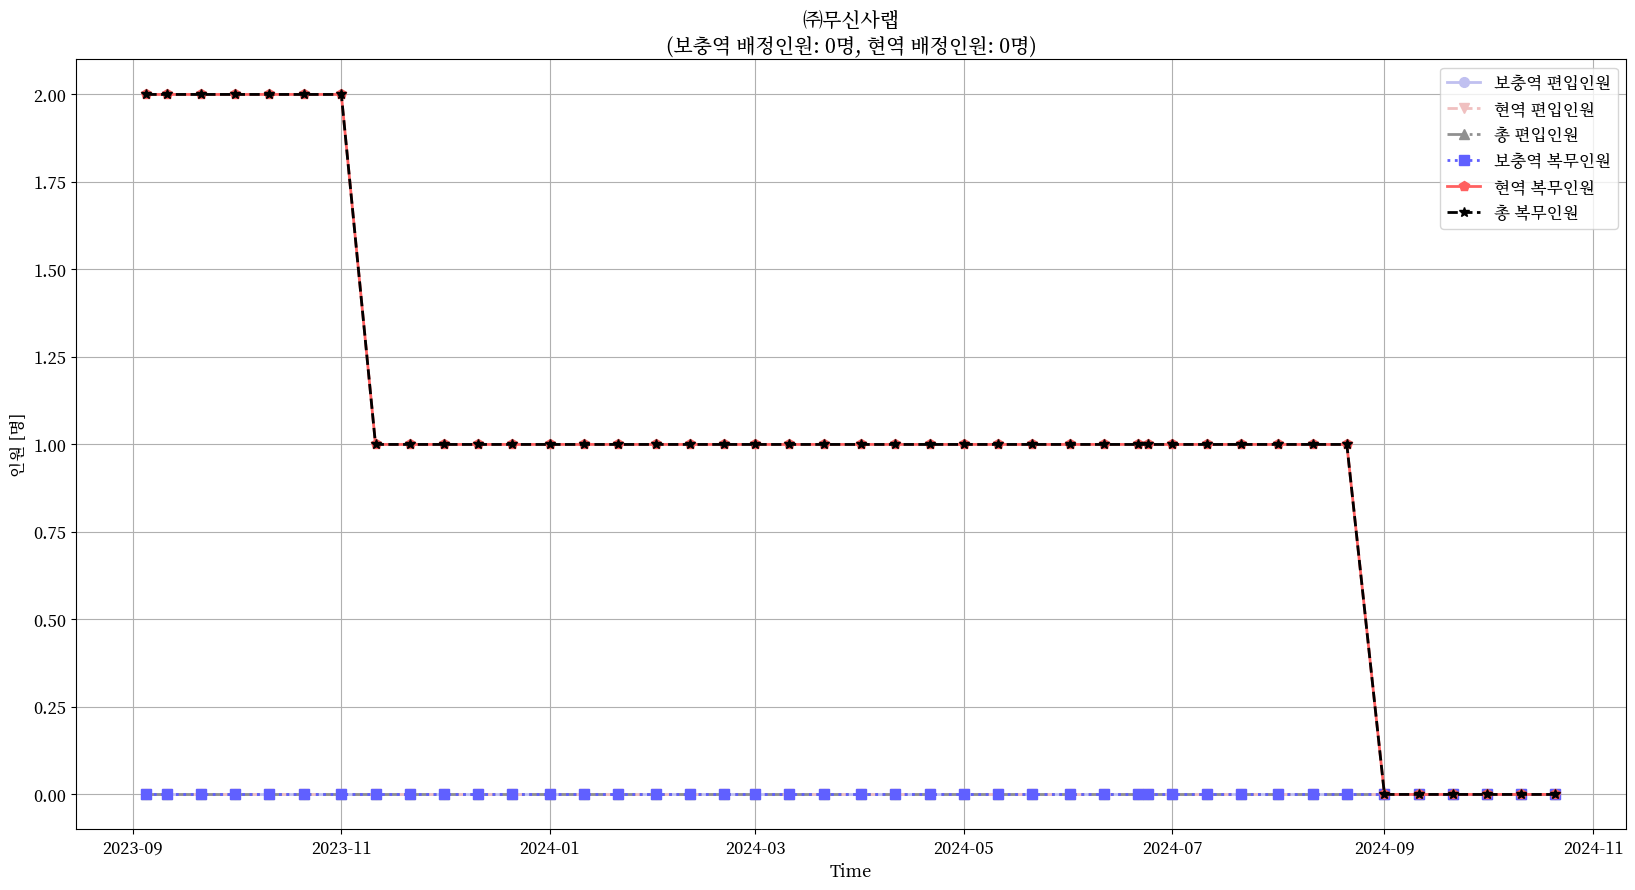 ㈜무신사랩
(보충역 배정인원: 0명, 현역 배정인원: 0명)
보충역 편입인원
현역 편입인원
총 편입인원
보충역 복무인원
현역 복무인원
총 복무인원
2.00
1.75
1.50
1.25
1.00
0.75
0.50
0.25
0.00
인원 [명]
2023-09
2023-11
2024-01
2024-03
2024-05
2024-07
2024-09
2024-11
Time